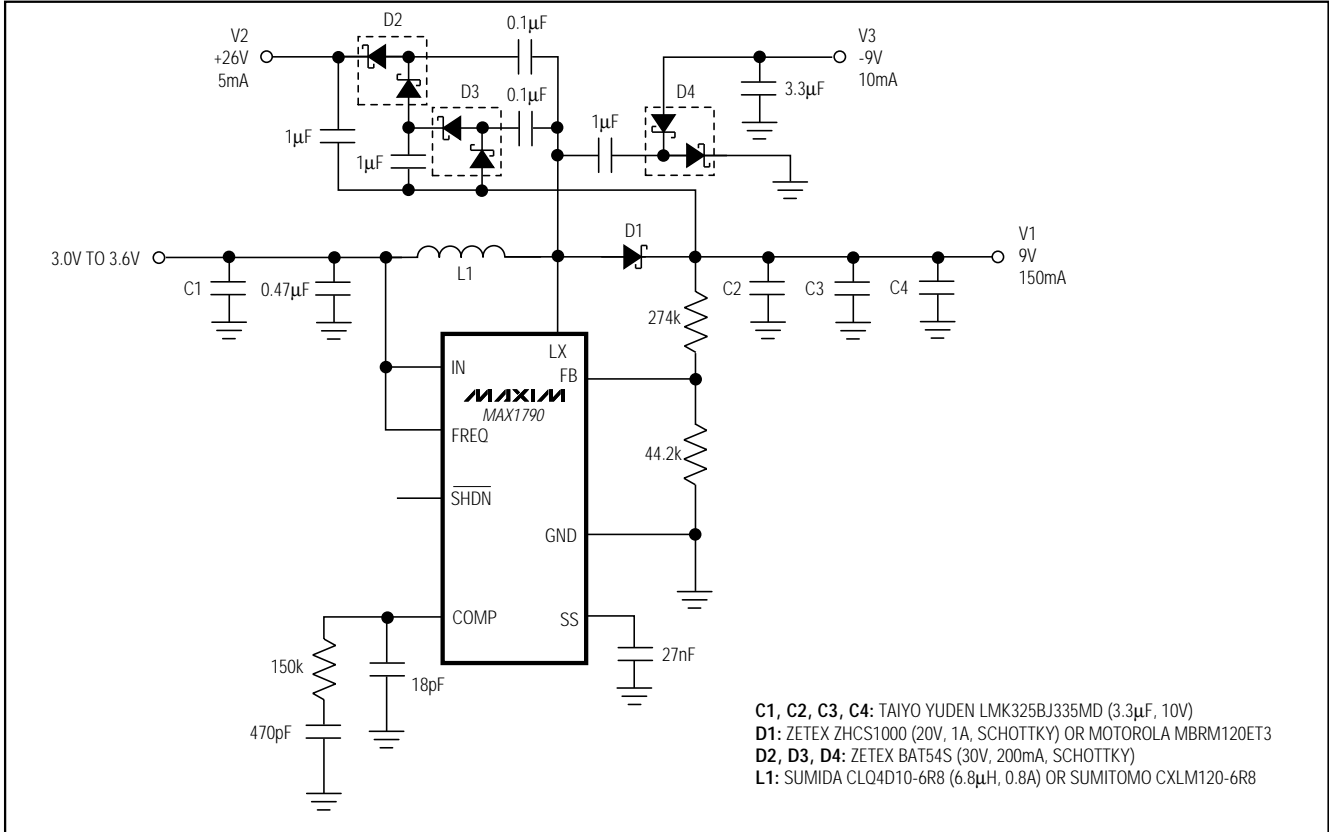 V2
+26V
5mA
D2
0.1µF
D3
0.1µF
1µF
1µF
1µF
D4
3.3µF
V3
-9V
10mA
3.0V TO 3.6V
C1
0.47µF
L1
D1
C2
C3
C4
V1
9V
150mA
274k
44.2k
LX
IN
FB
MAXIM
MAX1790
FREQ
SHDN
GND
COMP
SS
150k
18pF
470pF
27nF
C1, C2, C3, C4: TAIYO YUDEN LMK325BJ335MD (3.3µF, 10V)
D1: ZETEX ZHCS1000 (20V, 1A, SCHOTTKY) OR MOTOROLA MBRM120ET3
D2, D3, D4: ZETEX BAT54S (30V, 200mA, SCHOTTKY)
L1: SUMIDA CLQ4D10-6R8 (6.8µH, 0.8A) OR SUMITOMO CXLM120-6R8